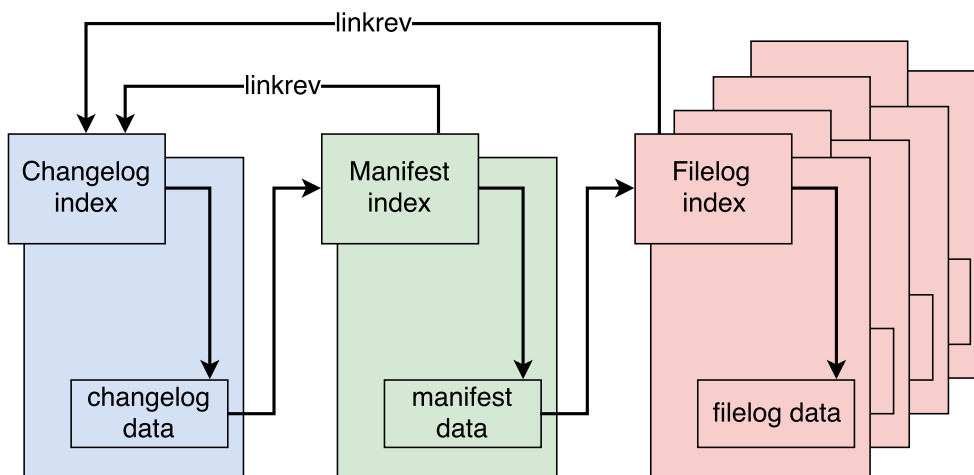 linkrev
linkrev
Changelog
index
Manifest
index
Filelog
index
changelog
data
manifest
data
filelog data